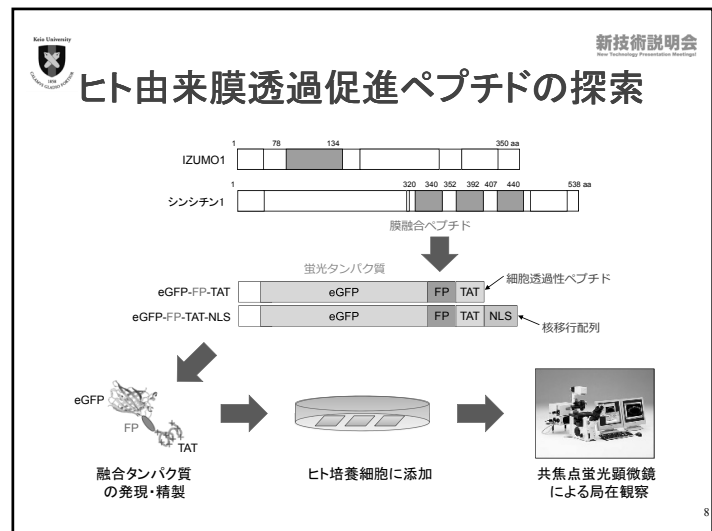 Keio University
新技術説明会
New Technology Presentation Meetings!
1858
CALAMVS GLADIO FORTIOR
ヒト由来膜透過促進ペプチドの探索
1 78 134 350 aa
IZUMO1
1 320 340 352 392 407 440 538 aa
シンシチン1
膜融合ペプチド
蛍光タンパク質
細胞透過性ペプチド
eGFP-FP-TAT eGFP FP TAT
eGFP-FP-TAT-NLS eGFP FP TAT NLS
核移行配列
eGFP
FP
TAT
融合タンパク質
の発現・精製
ヒト培養細胞に添加
共焦点蛍光顕微鏡
による局在観察
8